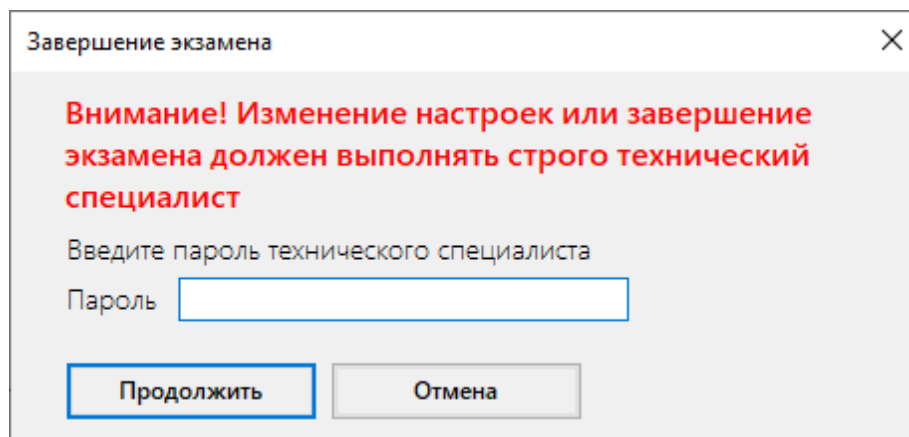 Завершение экзамена
Внимание! Изменение настроек или завершение
экзамена должен выполнять строго технический
специалист
Введите пароль технического специалиста
Пароль
Продолжить Отмена